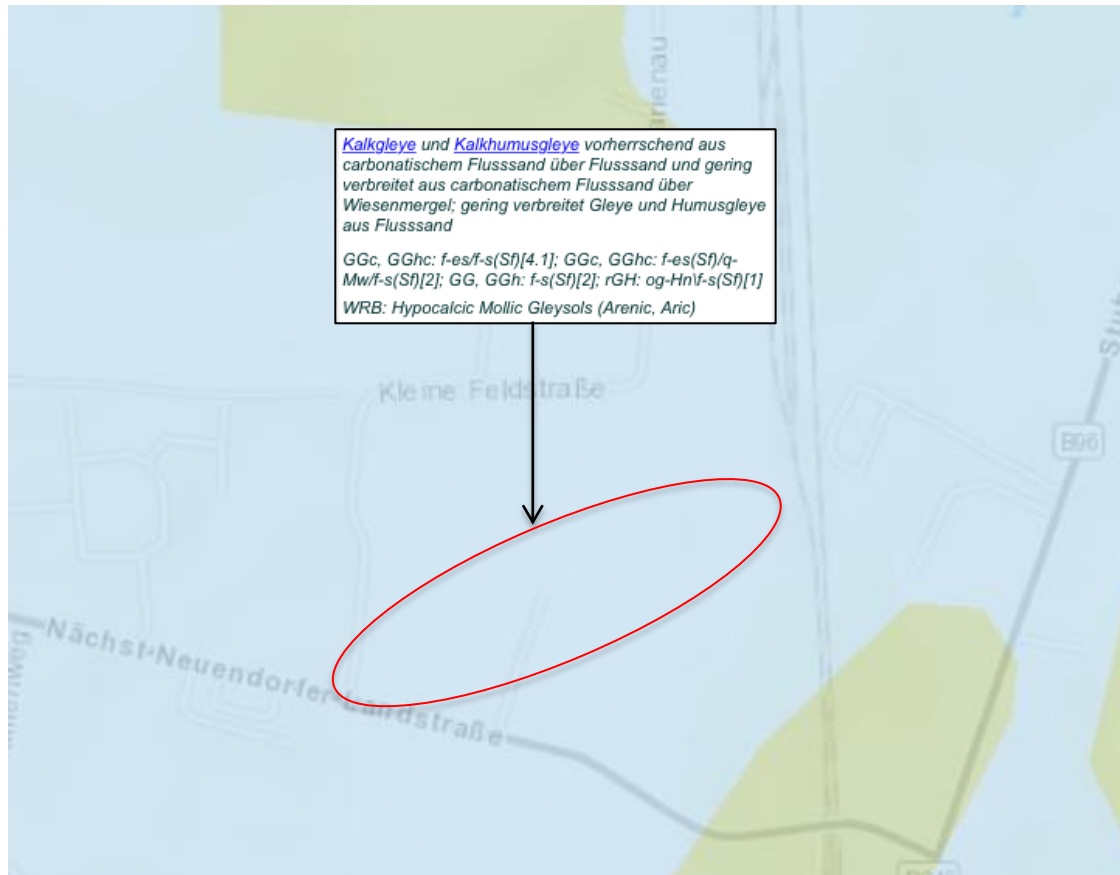 Kalkgleye und Kalkhumusgleye vorherrschend aus
carbonatischem Flusssand über Flusssand und gering
verbreitet aus carbonatischem Flusssand über
Wiesenmergel; gering verbreitet Gleye und Humusgleye
aus Flusssand
GGc, GGhc: f-es/f-s(Sf)[4.1]; GGc, GGhc: f-es(Sf)/q-
Mw/f-s(Sf)[2]; GG, GGh: f-s(Sf)[2]; rGH: og-Hn\f-s(Sf)[1]
WRB: Hypocalcic Mollic Gleysols (Arenic, Aric)
Kleine Feldstraße
B96
Nächst-Neuendorfer-Landstraße